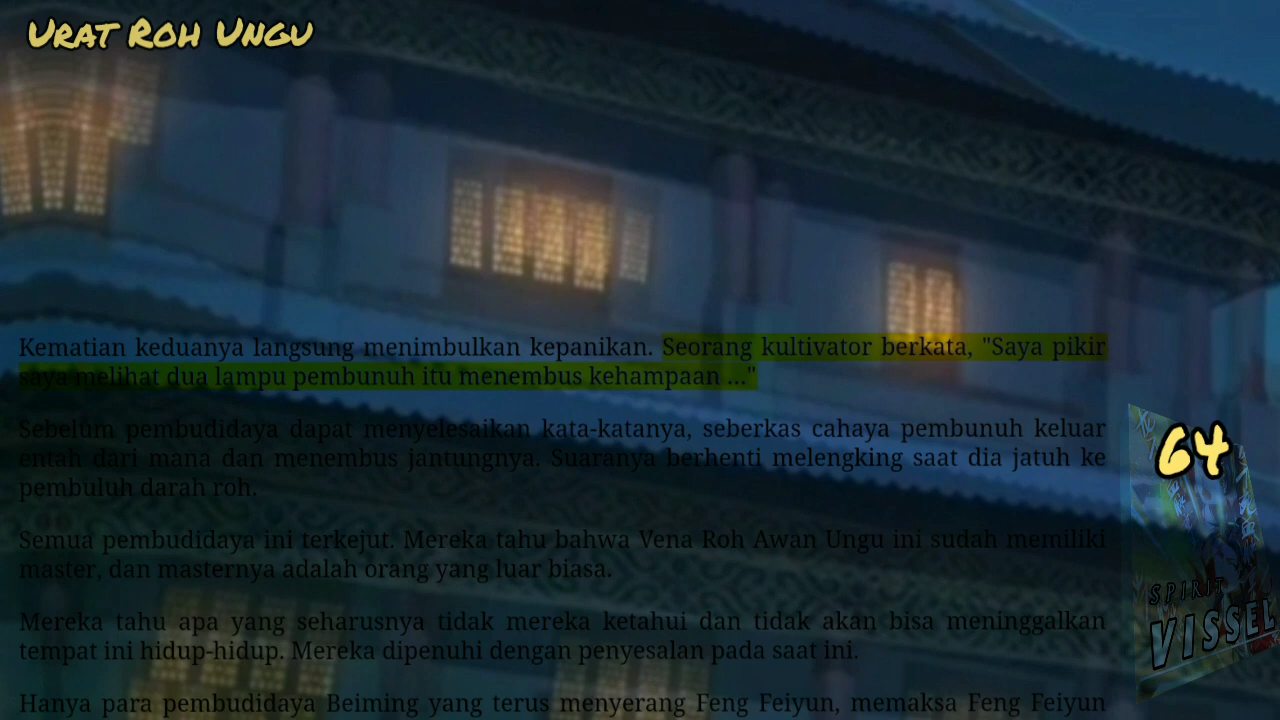 Urat Roh Ungu
Kematian keduanya langsung menimbulkan kepanikan. Seorang kultivator berkata, "Saya pikir
saya melihat dua lampu pembunuh itu menembus kehampaan ..."
Sebelum pembudidaya dapat menyelesaikan kata-katanya, seberkas cahaya pembunuh keluar
entah dari mana dan menembus jantungnya. Suaranya berhenti melengking saat dia jatuh ke
pembuluh darah roh.
Semua pembudidaya ini terkejut. Mereka tahu bahwa Vena Roh Awan Ungu ini sudah memiliki
master, dan masternya adalah orang yang luar biasa.
Mereka tahu apa yang seharusnya tidak mereka ketahui dan tidak akan bisa meninggalkan
tempat ini hidup-hidup. Mereka dipenuhi dengan penyesalan pada saat ini.
Hanya para pembudidaya Beiming yang terus menyerang Feng Feiyun, memaksa Feng Feiyun
64
SPIRIT
VISSEL